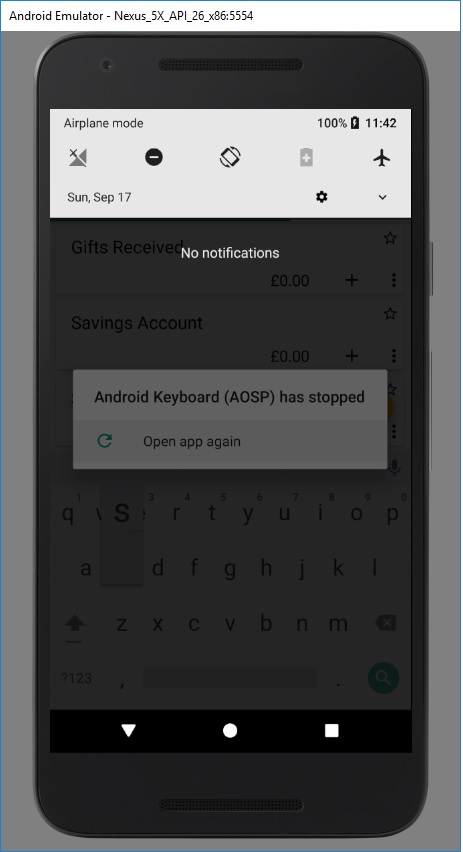 Android Emulator - Nexus_5X_API_26_x86:5554
Airplane mode 100% 11:42
Sun, Sep 17
Gifts Received
No notifications
£0.00
Savings Account
£0.00
Android Keyboard (AOSP) has stopped
Open app again
1 3 4 5 6 7 8 9 0
q r t y u i o p
S
a d f g h j k l
z x c v b n m
?123 , .